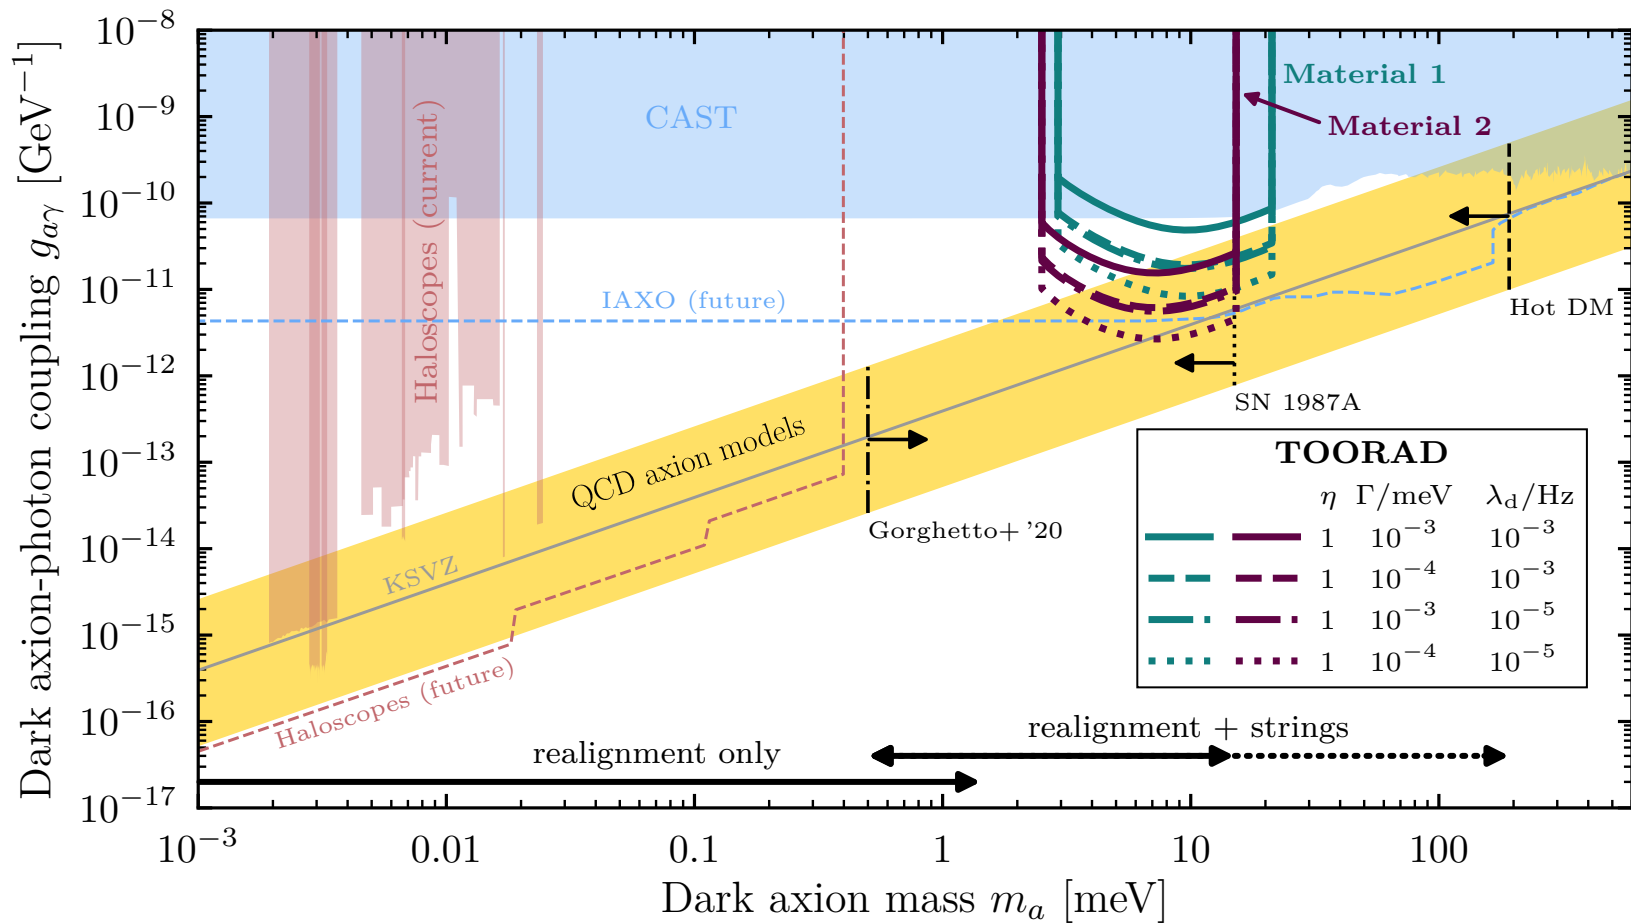 Dark axion-photon coupling g_{aγ} [GeV⁻¹]
10⁻⁸
10⁻⁹
10⁻¹⁰
10⁻¹¹
10⁻¹²
10⁻¹³
10⁻¹⁴
10⁻¹⁵
10⁻¹⁶
10⁻¹⁷
Haloscopes (current)
CAST
Material 1
Material 2
IAXO (future)
Hot DM
SN 1987A
QCD axion models
Gorghetto+ '20
KSVZ
Haloscopes (future)
TOORAD
η Γ/meV λ_d/Hz
1 10⁻³ 10⁻³
1 10⁻⁴ 10⁻³
1 10⁻³ 10⁻⁵
1 10⁻⁴ 10⁻⁵
realignment + strings
realignment only
10⁻³ 0.01 0.1 1 10 100
Dark axion mass m_a [meV]